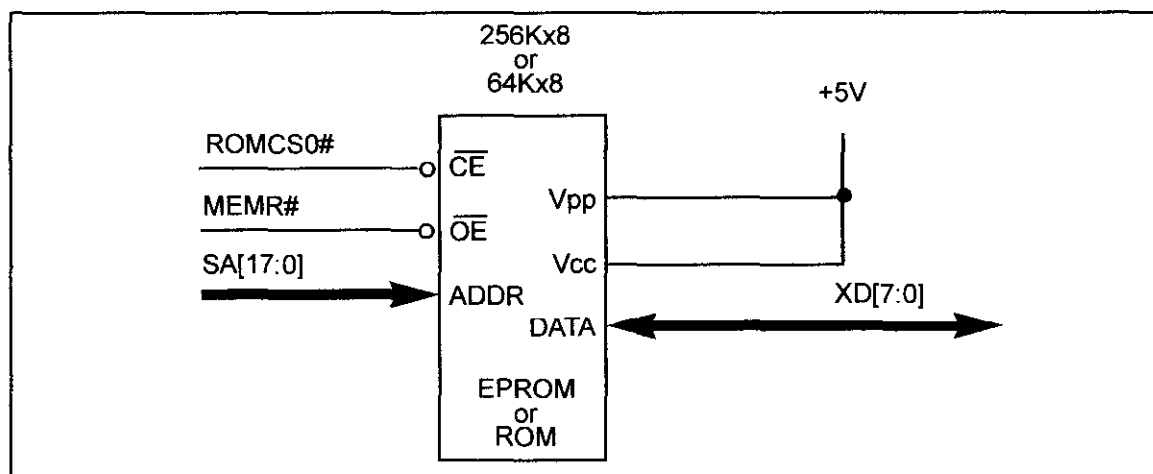 256Kx8
or
64Kx8
+5V
ROMCS0#
CE
Vpp
MEMR#
OE
SA[17:0]
Vcc
ADDR
XD[7:0]
DATA
EPROM
or
ROM